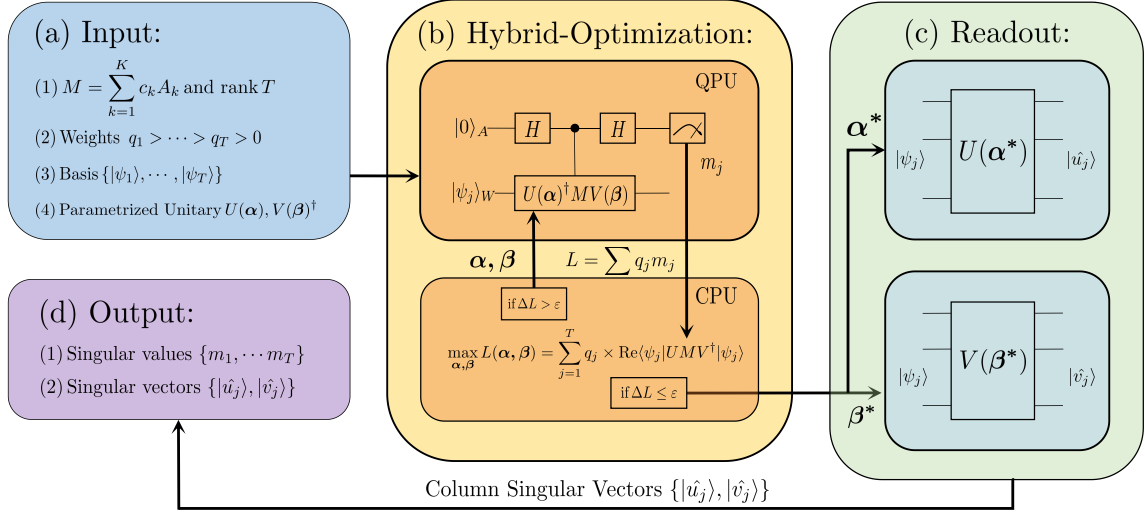 (a) Input:
(1) M = ∑_{k=1}^{K} c_k A_k and rank T
(2) Weights q_1 > ⋯ > q_T > 0
(3) Basis {|ψ_1⟩, ⋯ , |ψ_T⟩}
(4) Parametrized Unitary U(α), V(β)^†
(b) Hybrid-Optimization:
QPU
|0⟩_A H H
m_j
|ψ_j⟩_W U(α)^† M V(β)
α, β L = ∑ q_j m_j
CPU
if ΔL > ε
max_{α,β} L(α, β) = ∑_{j=1}^{T} q_j × Re⟨ψ_j|UMV^†|ψ_j⟩
if ΔL ≤ ε
(c) Readout:
α*
|ψ_j⟩ U(α*) |û_j⟩
|ψ_j⟩ V(β*) |v̂_j⟩
β*
(d) Output:
(1) Singular values {m_1, ⋯ m_T}
(2) Singular vectors {|û_j⟩, |v̂_j⟩}
Column Singular Vectors {|û_j⟩, |v̂_j⟩}